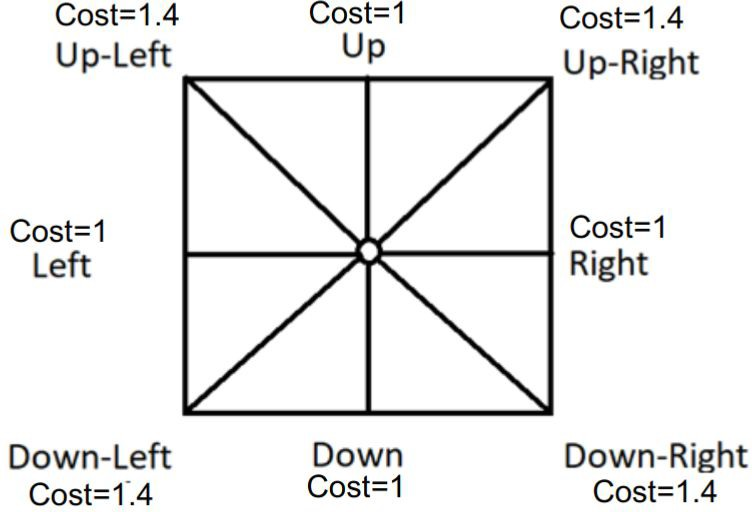 Cost=1.4
Up-Left
Cost=1
Up
Cost=1.4
Up-Right
Cost=1
Left
Cost=1
Right
Down-Left
Cost=1.4
Down
Cost=1
Down-Right
Cost=1.4